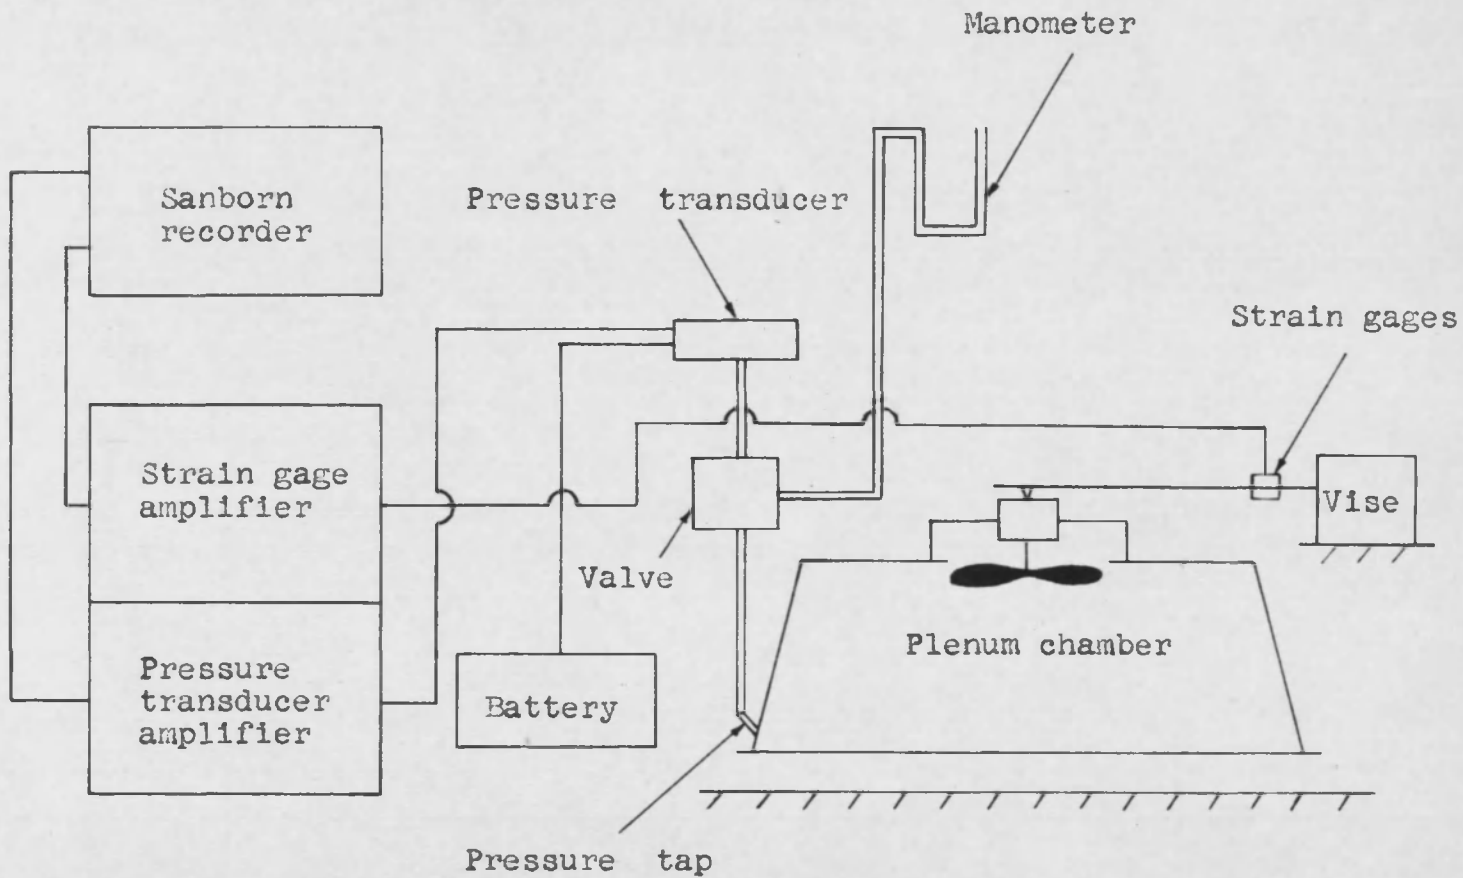 Manometer
Sanborn
recorder
Pressure transducer
Strain gages
Strain gage
amplifier
Vise
Valve
Plenum chamber
Pressure
transducer
amplifier
Battery
Pressure tap